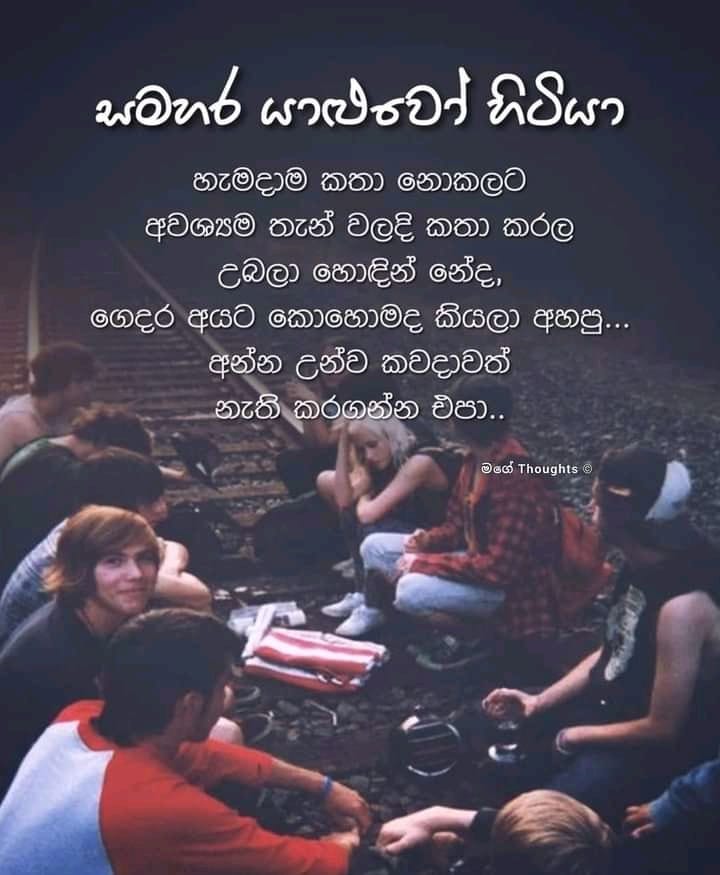 සමහර යාළුවෝ හිටියා
හැමදාම කතා නොකලට
අවශ්‍යම තැන් වලදි කතා කරල
උබලා හොඳින් නේද,
ගෙදර අයට කොහොමද කියලා අහපු...
අන්න උන්ව කවදාවත්
නැති කරගන්න එපා..
මගේ Thoughts ©